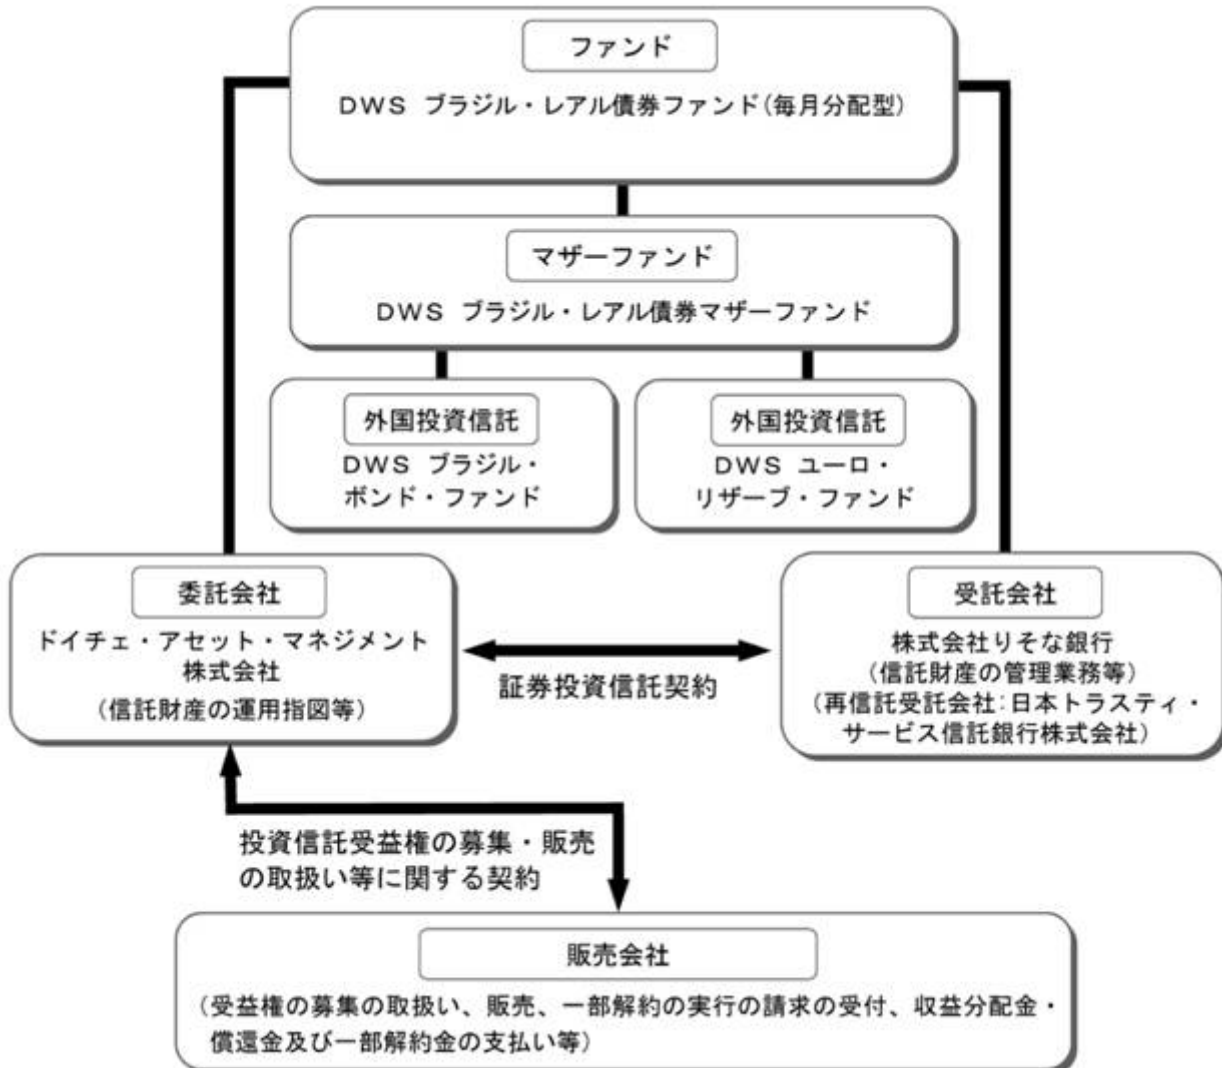 ファンド
DWS ブラジル・レアル債券ファンド(毎月分配型)
マザーファンド
DWS ブラジル・レアル債券マザーファンド
外国投資信託
DWS ブラジル・
ボンド・ファンド
外国投資信託
DWS ユーロ・
リザーブ・ファンド
委託会社
ドイチェ・アセット・マネジメント
株式会社
(信託財産の運用指図等)
証券投資信託契約
受託会社
株式会社りそな銀行
(信託財産の管理業務等)
(再信託受託会社:日本トラスティ・
サービス信託銀行株式会社)
投資信託受益権の募集・販売
の取扱い等に関する契約
販売会社
(受益権の募集の取扱い、販売、一部解約の実行の請求の受付、収益分配金・
償還金及び一部解約金の支払い等)